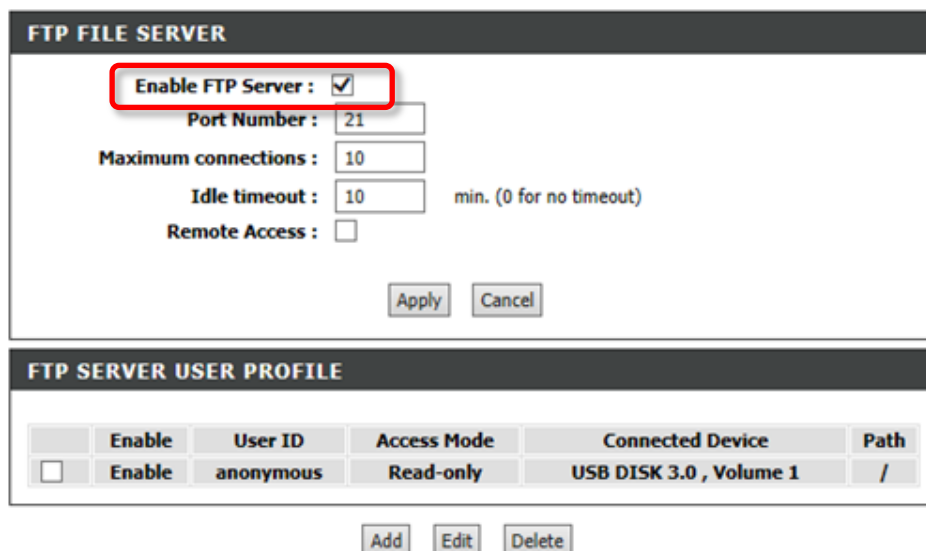 FTP FILE SERVER
Enable FTP Server :
Port Number : 21
Maximum connections : 10
Idle timeout : 10 min. (0 for no timeout)
Remote Access :
Apply Cancel
FTP SERVER USER PROFILE
Enable User ID Access Mode Connected Device Path
Enable anonymous Read-only USB DISK 3.0 , Volume 1 /
Add Edit Delete